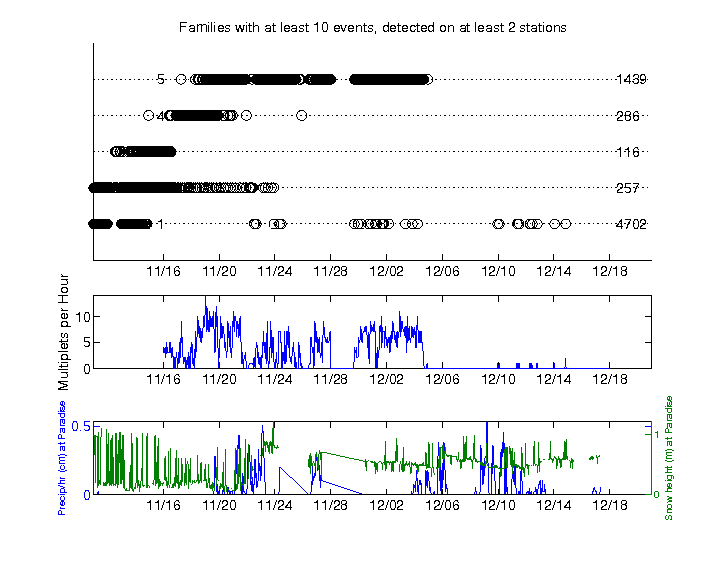 Families with at least 10 events, detected on at least 2 stations
5 1439
4 286
116
257
1 4702
11/16 11/20 11/24 11/28 12/02 12/06 12/10 12/14 12/18
Multiplets per Hour
10
5
0
11/16 11/20 11/24 11/28 12/02 12/06 12/10 12/14 12/18
Precip/hr (cm) at Paradise
0.5
0
1
0
Snow height (m) at Paradise
11/16 11/20 11/24 11/28 12/02 12/06 12/10 12/14 12/18